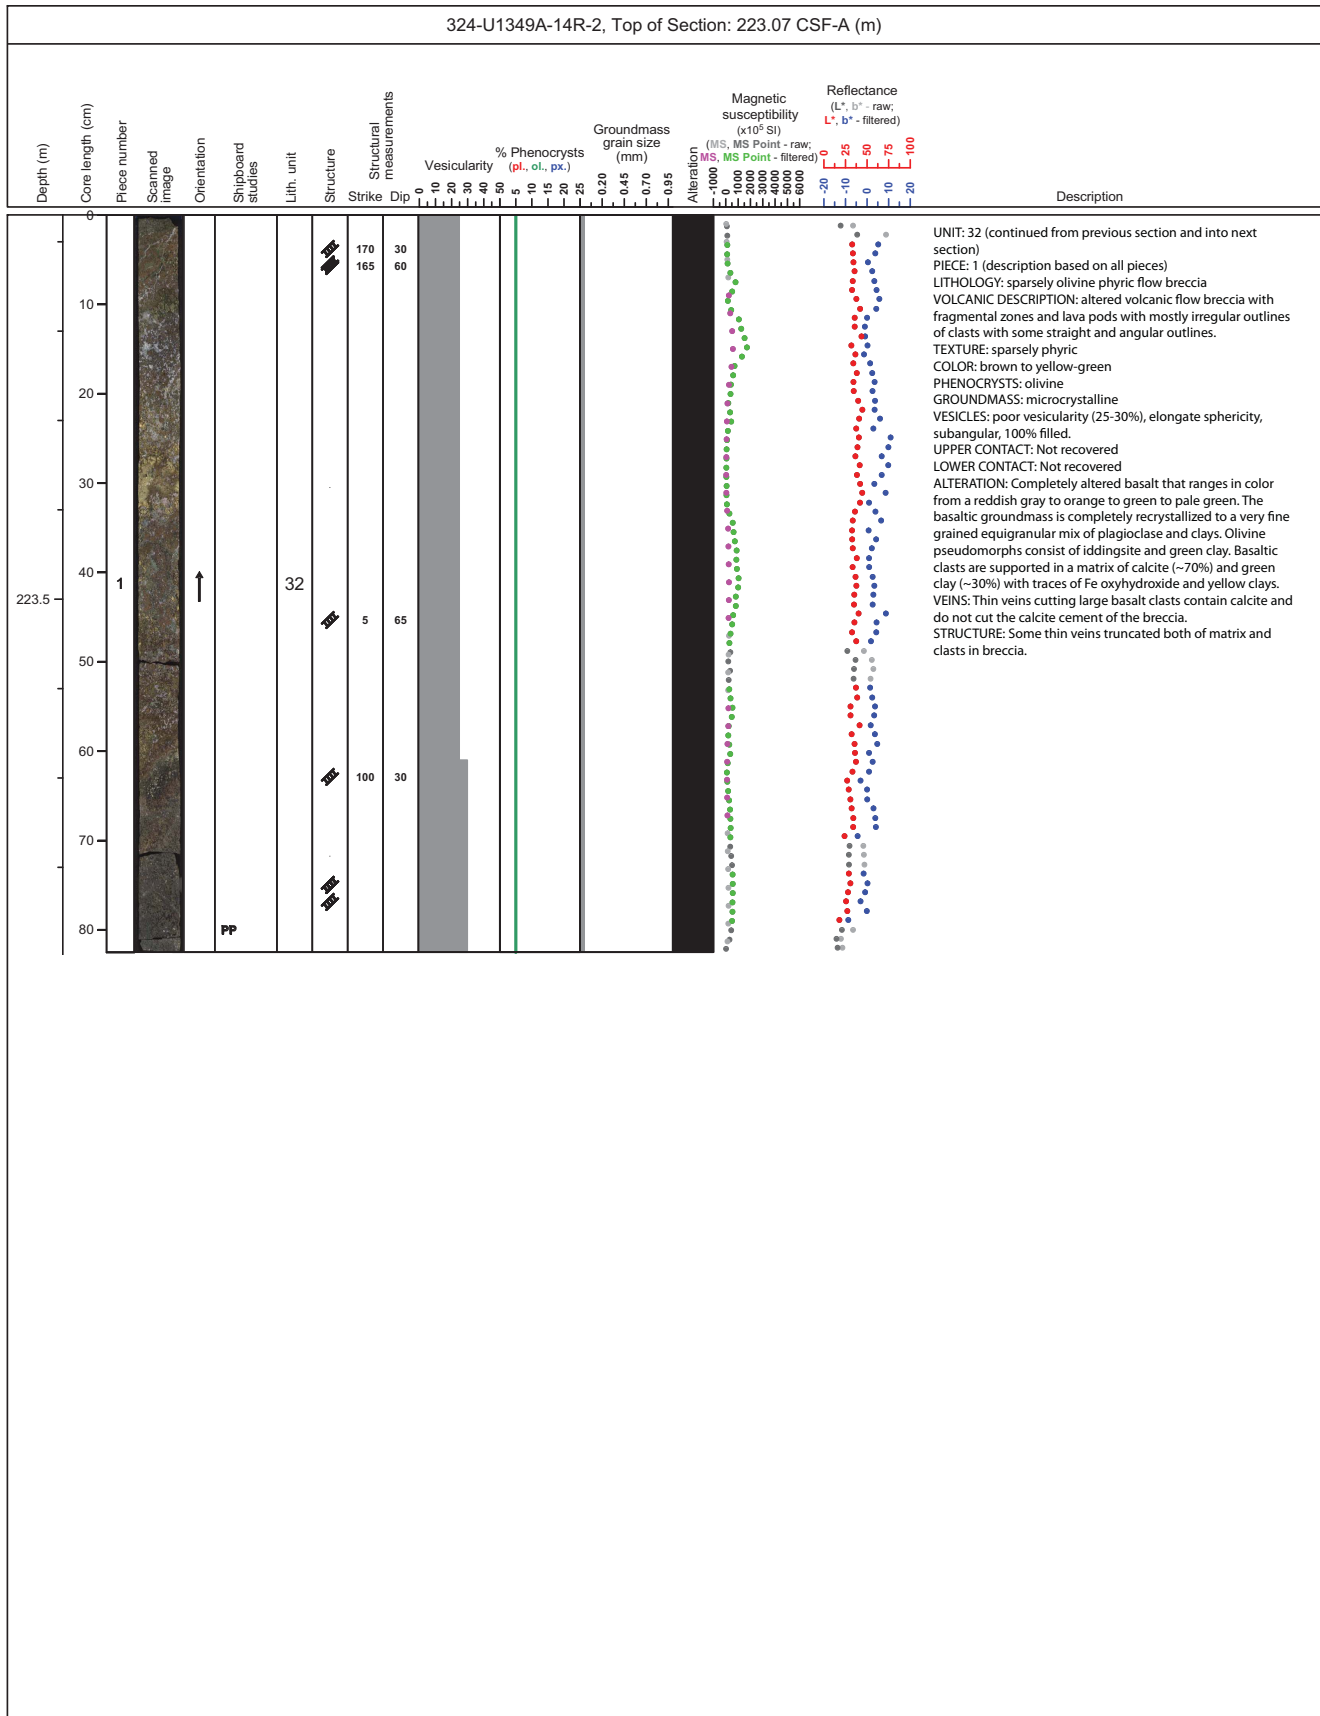 324-U1349A-14R-2, Top of Section: 223.07 CSF-A (m)
Depth (m)
Core length (cm)
Piece number
Scanned
image
Orientation
Shipboard
studies
Lith. unit
Structure
Structural
measurements
Strike Dip
Vesicularity
0 10 20 30 40 50
% Phenocrysts
(pl., ol., px.)
5 10 15 20 25
Groundmass
grain size
(mm)
0.20 0.45 0.70 0.95
Alteration
Magnetic
susceptibility
(x10⁵ SI)
(MS, MS Point - raw;
MS, MS Point - filtered)
-1000 0 1000 2000 3000 4000 5000 6000
Reflectance
(L*, b* - raw;
L*, b* - filtered)
0 25 50 75 100
-20 -10 0 10 20
Description
0
170 30
165 60
10
20
30
40
1
32
223.5
5 65
50
60
100 30
70
80
PP
UNIT: 32 (continued from previous section and into next
section)
PIECE: 1 (description based on all pieces)
LITHOLOGY: sparsely olivine phyric flow breccia
VOLCANIC DESCRIPTION: altered volcanic flow breccia with
fragmental zones and lava pods with mostly irregular outlines
of clasts with some straight and angular outlines.
TEXTURE: sparsely phyric
COLOR: brown to yellow-green
PHENOCRYSTS: olivine
GROUNDMASS: microcrystalline
VESICLES: poor vesicularity (25-30%), elongate sphericity,
subangular, 100% filled.
UPPER CONTACT: Not recovered
LOWER CONTACT: Not recovered
ALTERATION: Completely altered basalt that ranges in color
from a reddish gray to orange to green to pale green. The
basaltic groundmass is completely recrystallized to a very fine
grained equigranular mix of plagioclase and clays. Olivine
pseudomorphs consist of iddingsite and green clay. Basaltic
clasts are supported in a matrix of calcite (~70%) and green
clay (~30%) with traces of Fe oxyhydroxide and yellow clays.
VEINS: Thin veins cutting large basalt clasts contain calcite and
do not cut the calcite cement of the breccia.
STRUCTURE: Some thin veins truncated both of matrix and
clasts in breccia.